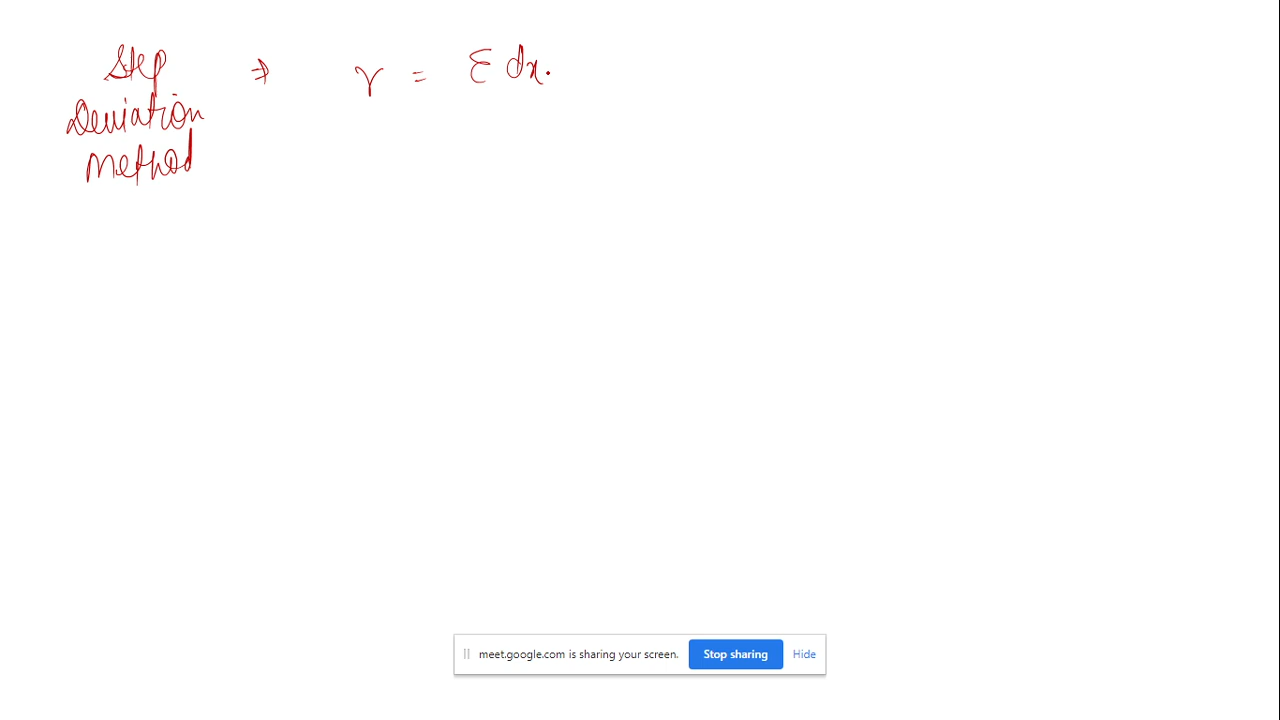 Step ⇒ r = Σ dx.
Deviation
Method
meet.google.com is sharing your screen. Stop sharing Hide